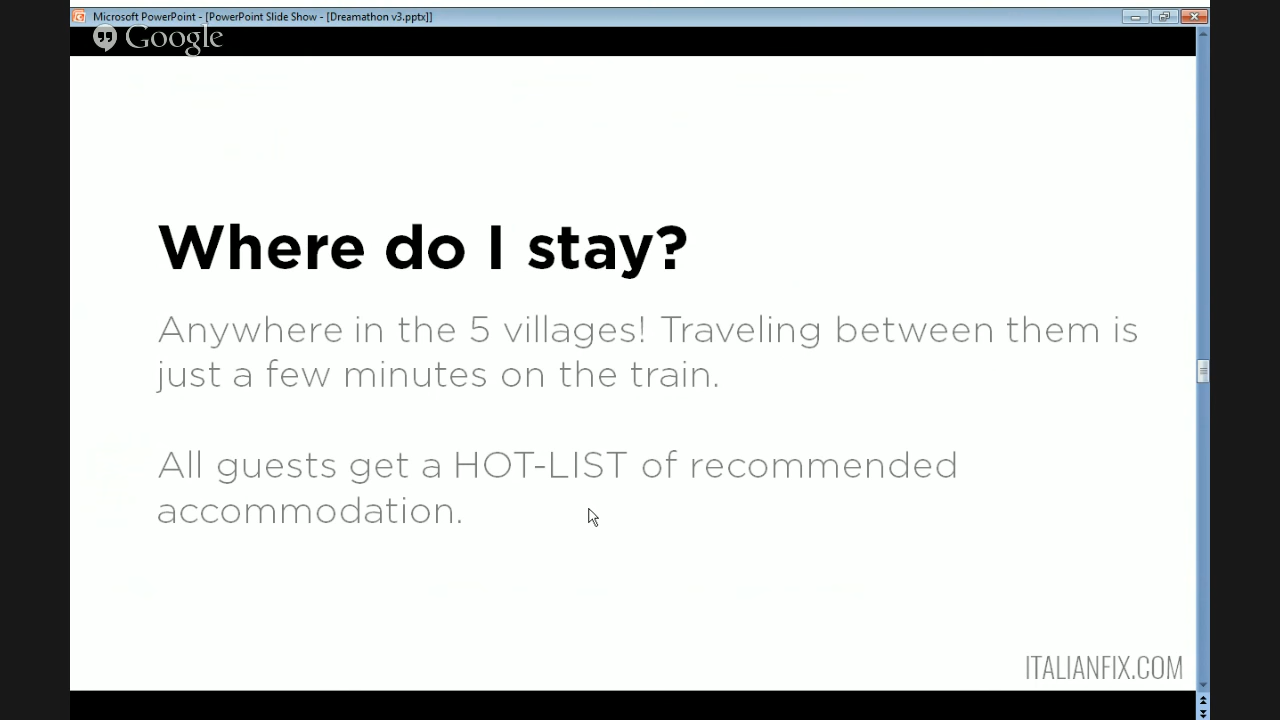 Microsoft PowerPoint - [PowerPoint Slide Show - [Dreamathon v3.pptx]]
Google
Where do I stay?
Anywhere in the 5 villages! Traveling between them is
just a few minutes on the train.
All guests get a HOT-LIST of recommended
accommodation.
ITALIANFIX.COM